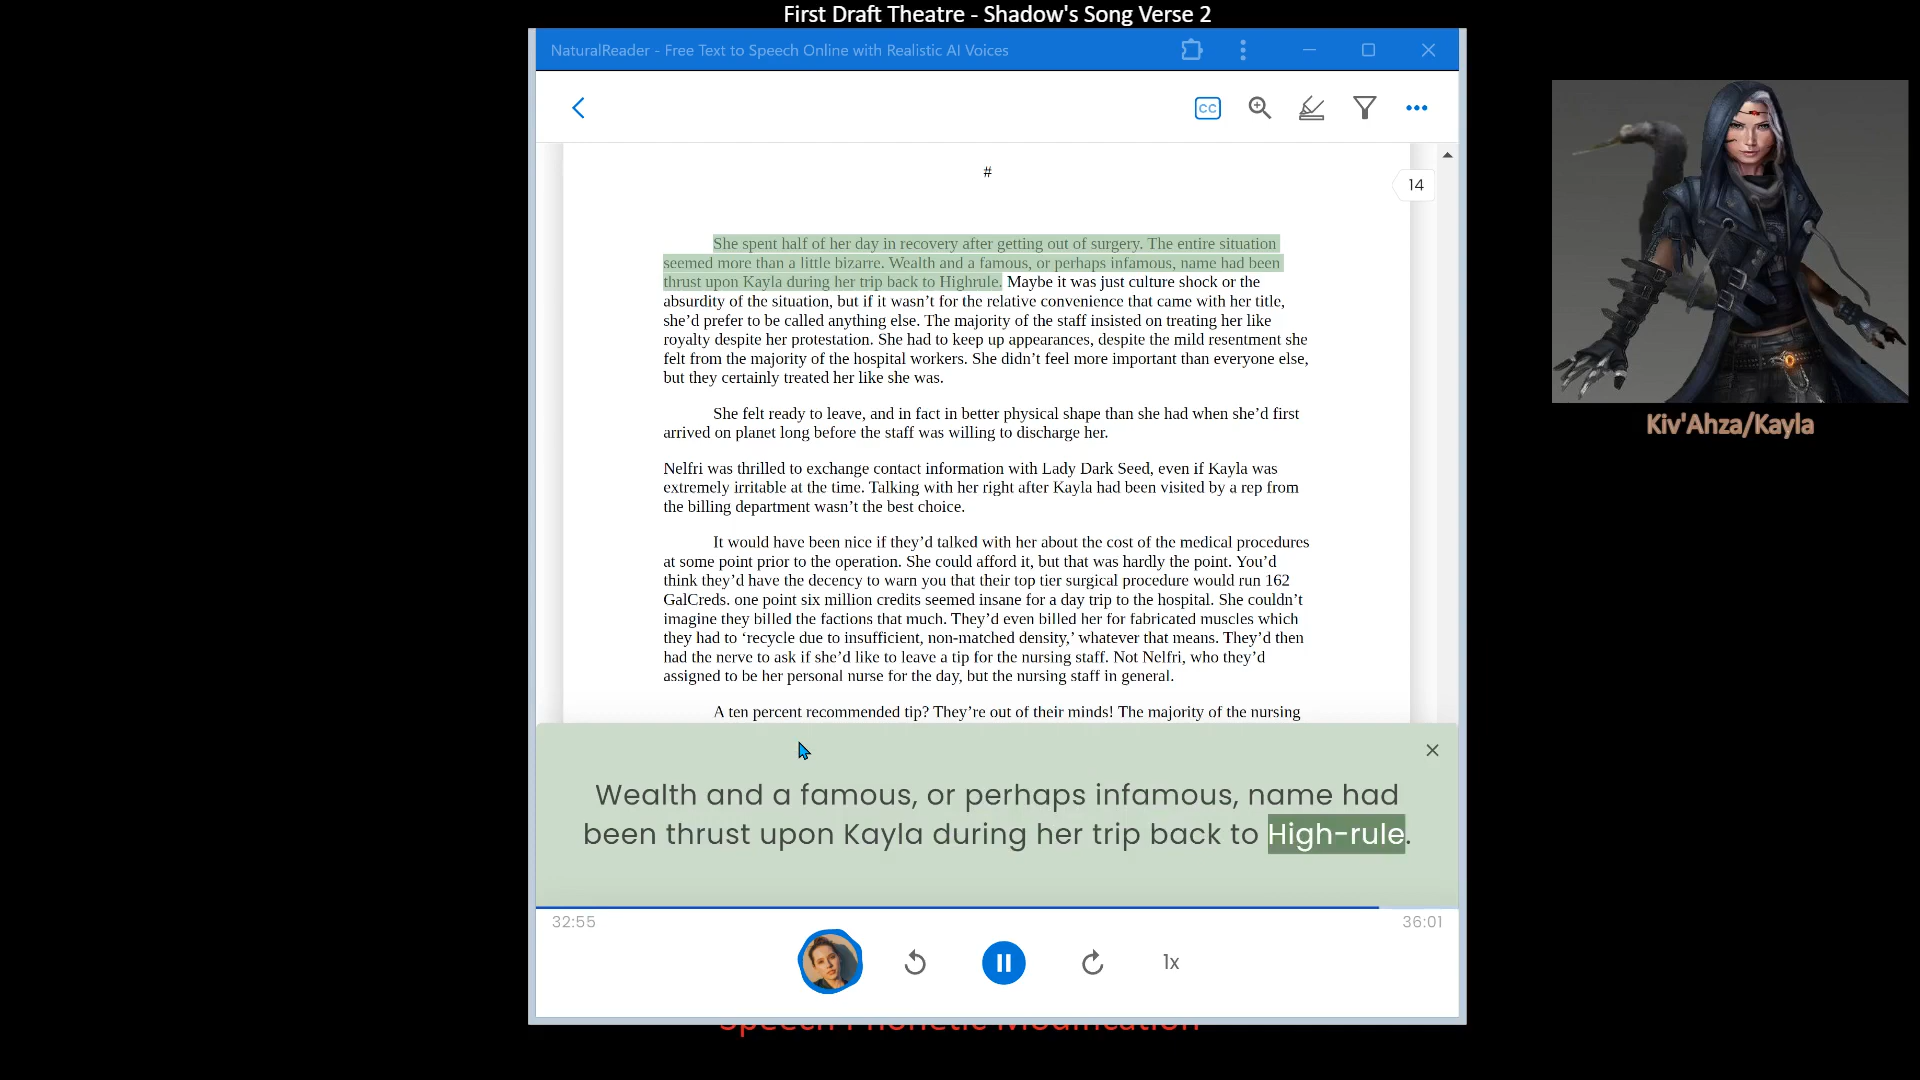 First Draft Theatre - Shadow's Song Verse 2
NaturalReader - Free Text to Speech Online with Realistic AI Voices
CC
#
14
She spent half of her day in recovery after getting out of surgery. The entire situation
seemed more than a little bizarre. Wealth and a famous, or perhaps infamous, name had been
thrust upon Kayla during her trip back to Highrule. Maybe it was just culture shock or the
absurdity of the situation, but if it wasn’t for the relative convenience that came with her title,
she’d prefer to be called anything else. The majority of the staff insisted on treating her like
royalty despite her protestation. She had to keep up appearances, despite the mild resentment she
felt from the majority of the hospital workers. She didn’t feel more important than everyone else,
but they certainly treated her like she was.
She felt ready to leave, and in fact in better physical shape than she had when she’d first
arrived on planet long before the staff was willing to discharge her.
Nelfri was thrilled to exchange contact information with Lady Dark Seed, even if Kayla was
extremely irritable at the time. Talking with her right after Kayla had been visited by a rep from
the billing department wasn’t the best choice.
It would have been nice if they’d talked with her about the cost of the medical procedures
at some point prior to the operation. She could afford it, but that was hardly the point. You’d
think they’d have the decency to warn you that their top tier surgical procedure would run 162
GalCreds. one point six million credits seemed insane for a day trip to the hospital. She couldn’t
imagine they billed the factions that much. They’d even billed her for fabricated muscles which
they had to ‘recycle due to insufficient, non-matched density,’ whatever that means. They’d then
had the nerve to ask if she’d like to leave a tip for the nursing staff. Not Nelfri, who they’d
assigned to be her personal nurse for the day, but the nursing staff in general.
A ten percent recommended tip? They’re out of their minds! The majority of the nursing
Wealth and a famous, or perhaps infamous, name had
been thrust upon Kayla during her trip back to High-rule.
32:55
36:01
1x
Speech Phonetic Modification
Kiv'Ahza/Kayla